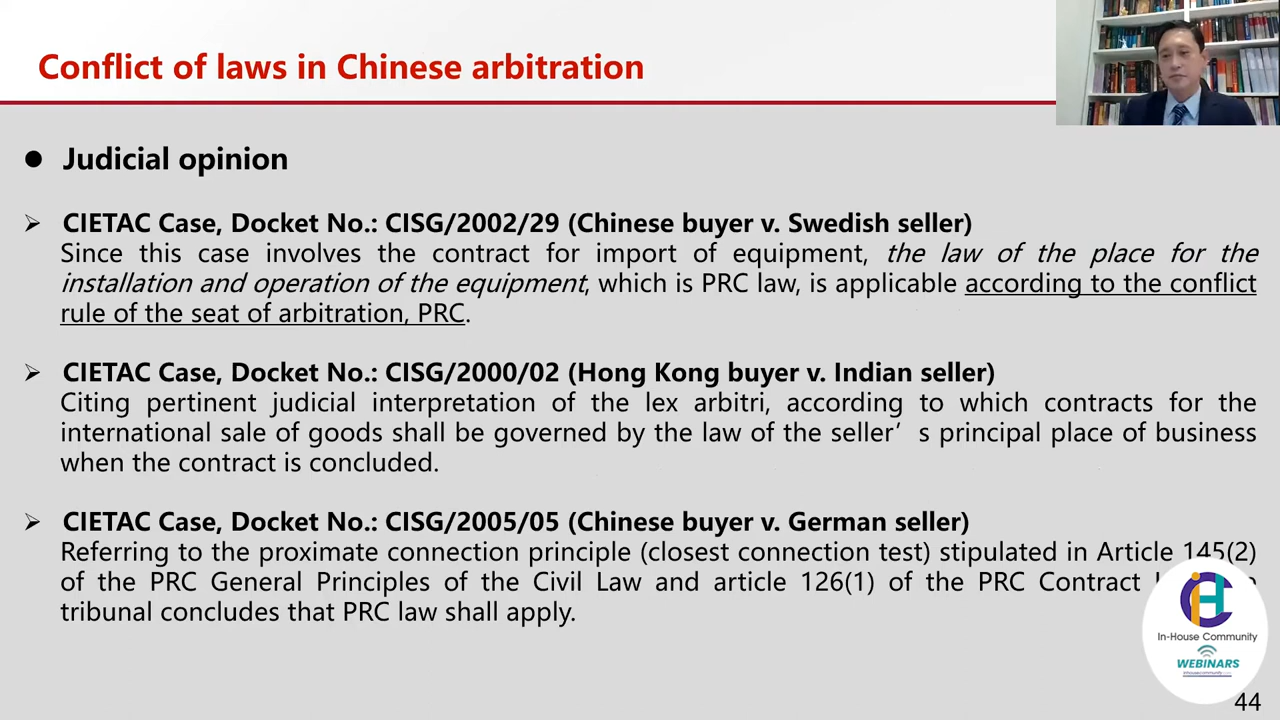 Conflict of laws in Chinese arbitration
● Judicial opinion
➢ CIETAC Case, Docket No.: CISG/2002/29 (Chinese buyer v. Swedish seller)
Since this case involves the contract for import of equipment, the law of the place for the
installation and operation of the equipment, which is PRC law, is applicable according to the conflict
rule of the seat of arbitration, PRC.
➢ CIETAC Case, Docket No.: CISG/2000/02 (Hong Kong buyer v. Indian seller)
Citing pertinent judicial interpretation of the lex arbitri, according to which contracts for the
international sale of goods shall be governed by the law of the seller’s principal place of business
when the contract is concluded.
➢ CIETAC Case, Docket No.: CISG/2005/05 (Chinese buyer v. German seller)
Referring to the proximate connection principle (closest connection test) stipulated in Article 145(2)
of the PRC General Principles of the Civil Law and article 126(1) of the PRC Contract
tribunal concludes that PRC law shall apply.
In-House Community
WEBINARS
44